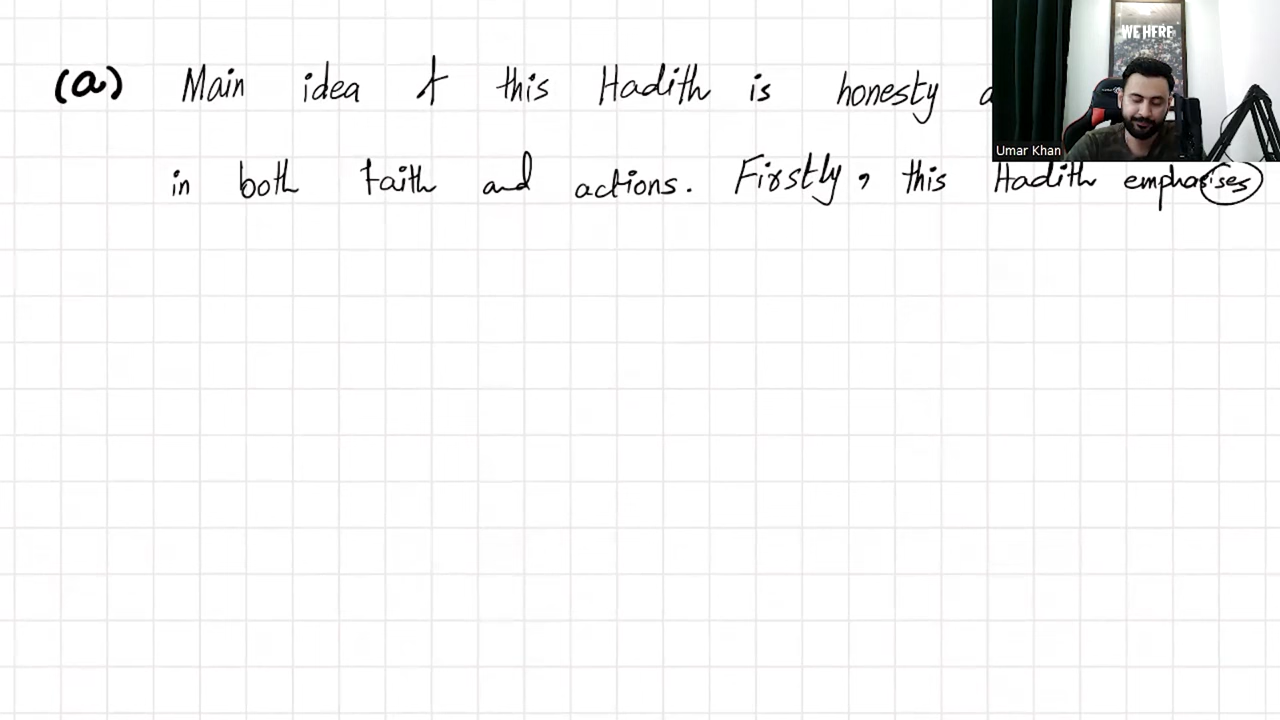 WE HERE
(a) Main idea of this Hadith is honesty
Umar Khan
in both faith and actions. Firstly, this Hadith emphasises